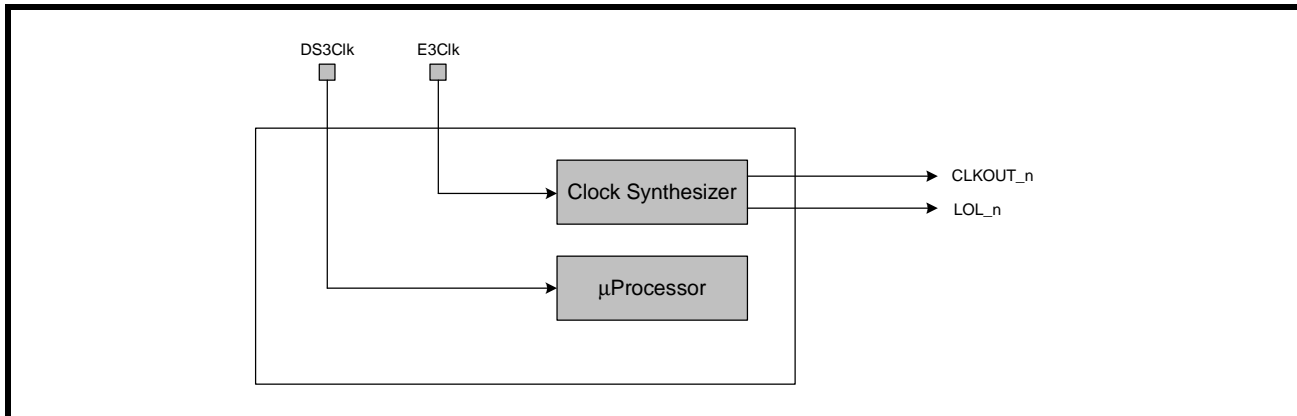 DS3Clk
E3Clk
Clock Synthesizer
CLKOUT_n
LOL_n
μProcessor